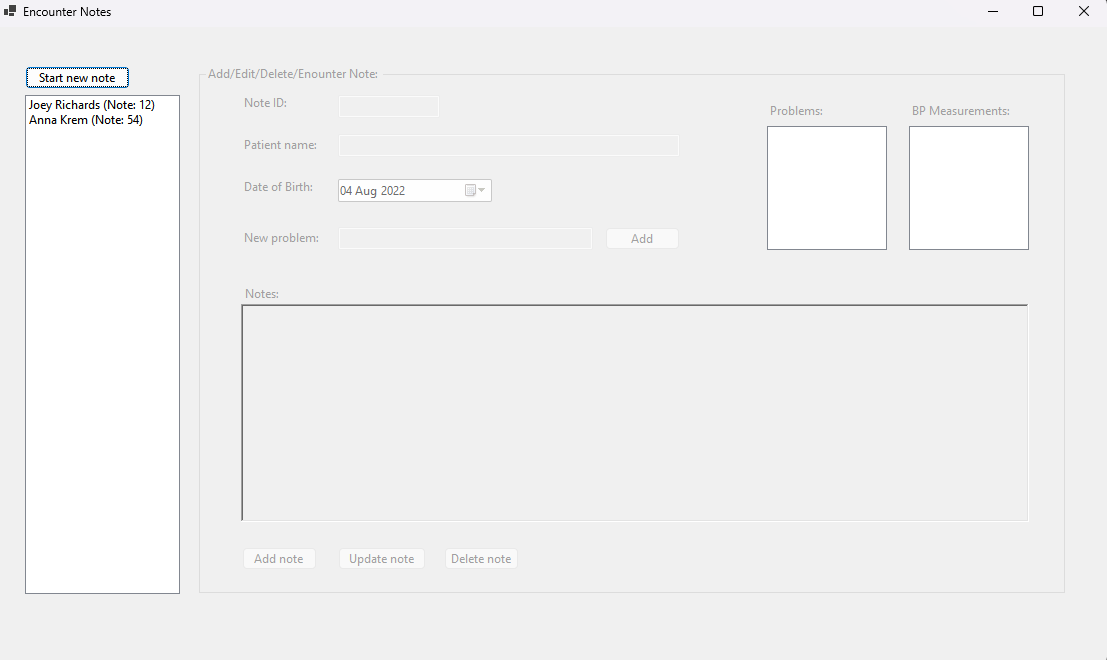 Encounter Notes
Start new note
Joey Richards (Note: 12)
Anna Krem (Note: 54)
Add/Edit/Delete/Enounter Note:
Note ID:
Patient name:
Date of Birth:
04 Aug 2022
New problem:
Add
Problems:
BP Measurements:
Notes:
Add note
Update note
Delete note